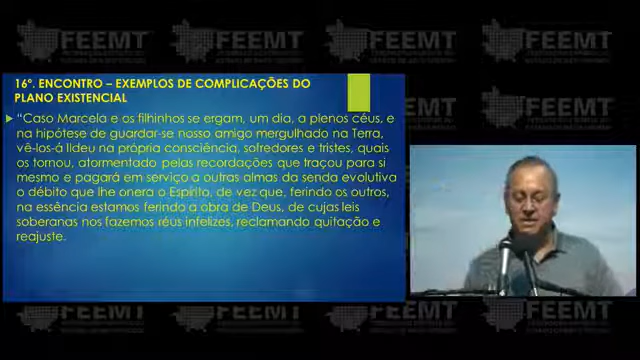 FEEMT
FEEMT
FEEMT
FEEMT
16º. ENCONTRO – EXEMPLOS DE COMPLICAÇÕES DO
PLANO EXISTENCIAL
“Caso Marcela e os filhinhos se ergam, um dia, a plenos céus, e
na hipótese de guardar-se nosso amigo mergulhado na Terra,
vê-los-á Ildeu na própria consciência, sofredores e tristes, quais
os tornou, atormentado pelas recordações que traçou para si
mesmo e pagará em serviço a outras almas da senda evolutiva
o débito que lhe onera o Espírito, de vez que, ferindo os outros,
na essência estamos ferindo a obra de Deus, de cujas leis
soberanas nos fazemos réus infelizes, reclamando quitação e
reajuste.
FEEMT
FEEMT
FEEMT
FEEMT